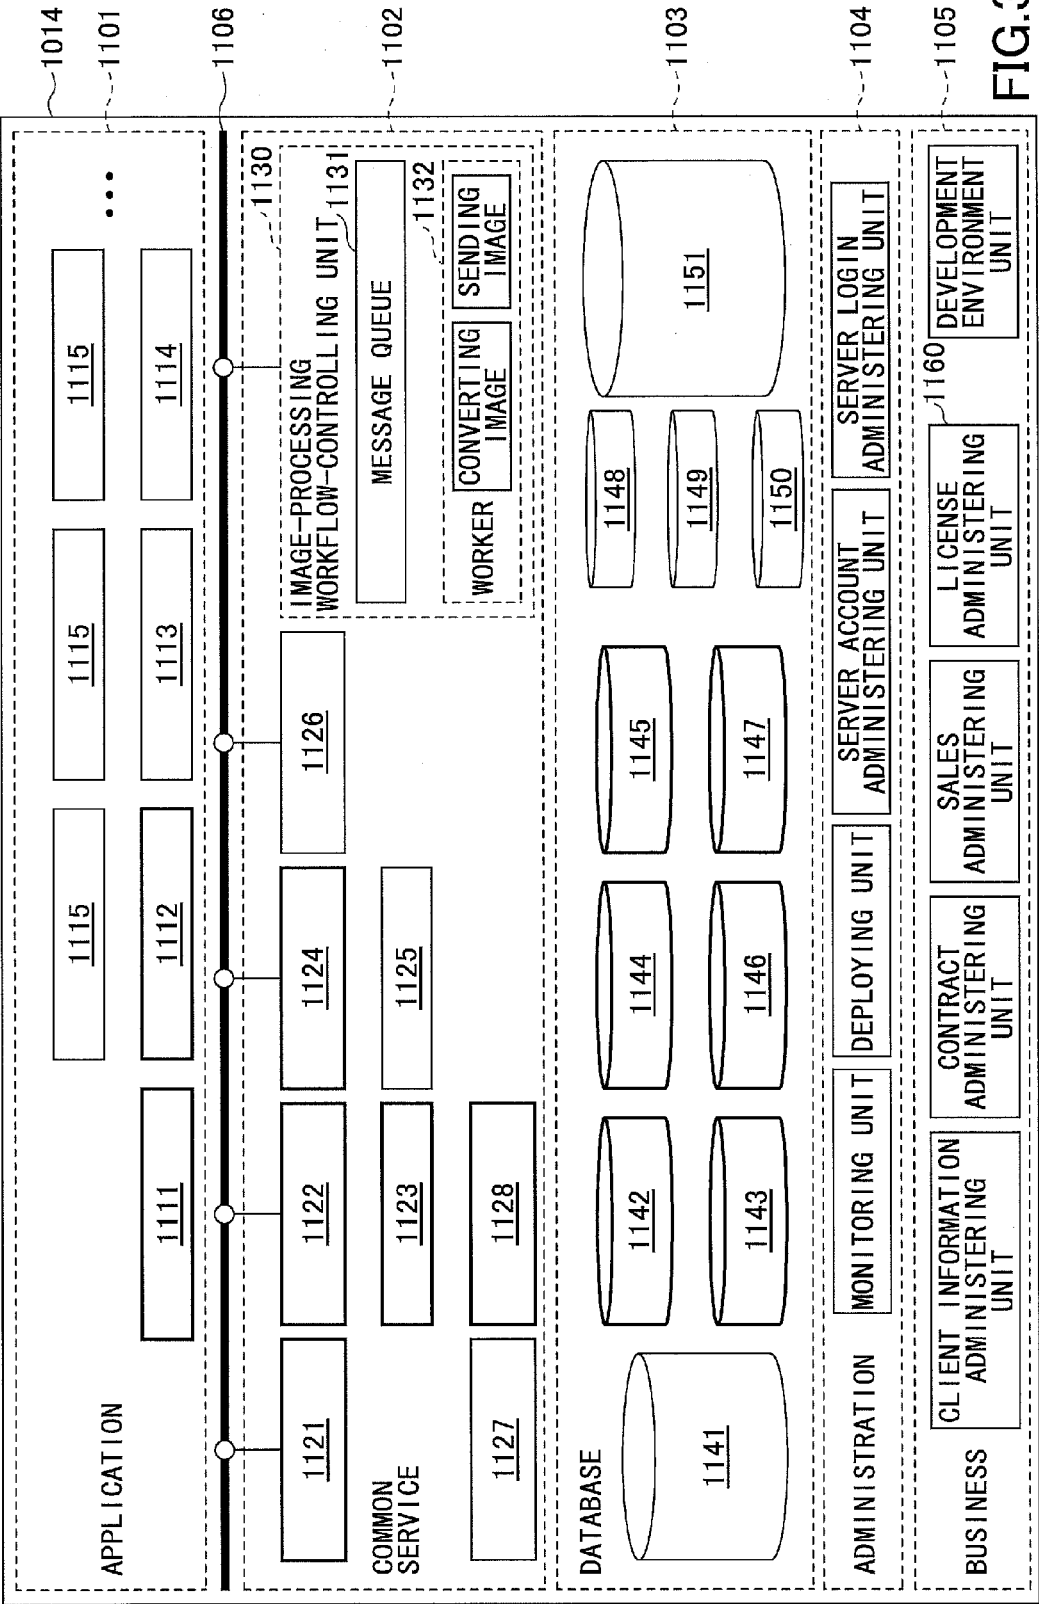 1014
1101
APPLICATION
1115
1115
1115
...
1111
1112
1113
1114
1106
1102
COMMON
SERVICE
1121
1122
1124
1126
1123
1125
1127
1128
1130
IMAGE-PROCESSING
WORKFLOW-CONTROLLING UNIT
1131
MESSAGE QUEUE
1132
WORKER
CONVERTING
IMAGE
SENDING
IMAGE
1103
DATABASE
1141
1142
1144
1145
1143
1146
1147
1148
1149
1150
1151
1104
ADMINISTRATION
MONITORING UNIT
DEPLOYING UNIT
SERVER ACCOUNT
ADMINISTERING UNIT
SERVER LOGIN
ADMINISTERING UNIT
1105
BUSINESS
CLIENT INFORMATION
ADMINISTERING
UNIT
CONTRACT
ADMINISTERING
UNIT
SALES
ADMINISTERING
UNIT
LICENSE
ADMINISTERING
UNIT
1160
DEVELOPMENT
ENVIRONMENT
UNIT
FIG.3